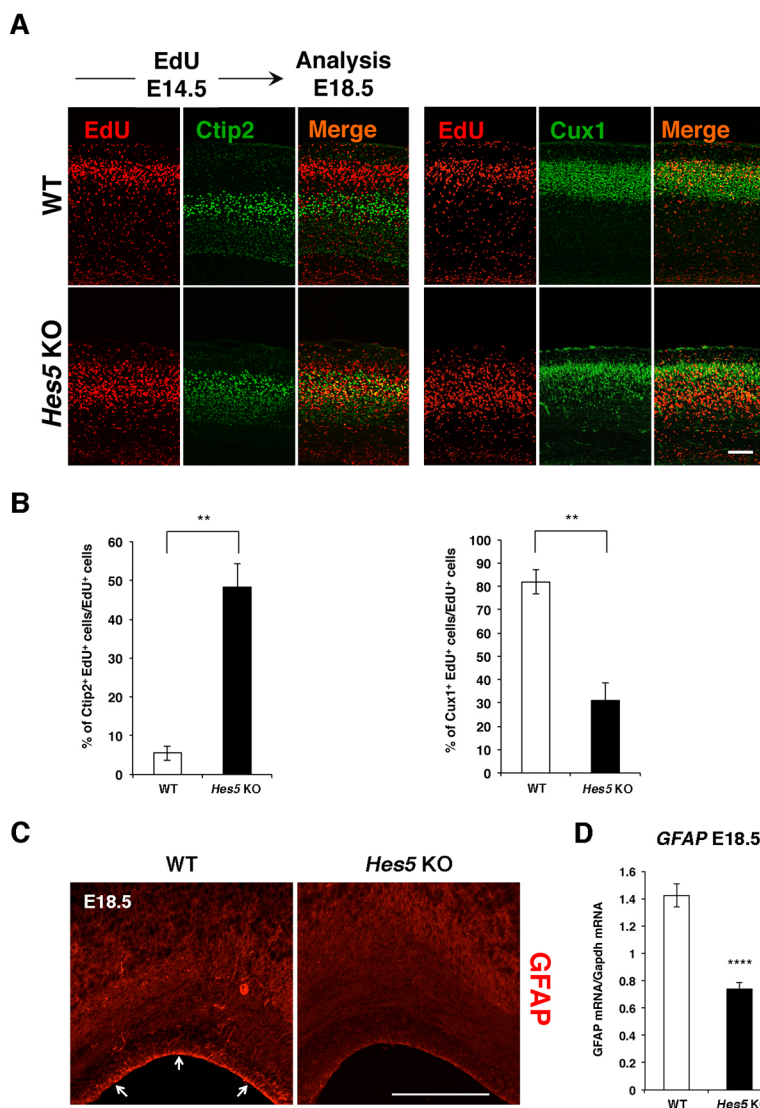 A
EdU
E14.5
Analysis
E18.5
EdU Ctip2 Merge EdU Cux1 Merge
WT
Hes5 KO
B
% of Ctip2+ EdU+ cells/EdU+ cells
60
50
40
30
20
10
0
WT Hes5 KO
**
% of Cux1+ EdU+ cells/EdU+ cells
100
90
80
70
60
50
40
30
20
10
0
WT Hes5 KO
**
C
WT Hes5 KO
E18.5
GFAP
D
GFAP E18.5
GFAP mRNA/Gapdh mRNA
1.6
1.4
1.2
1
0.8
0.6
0.4
0.2
0
****
WT Hes5 KO